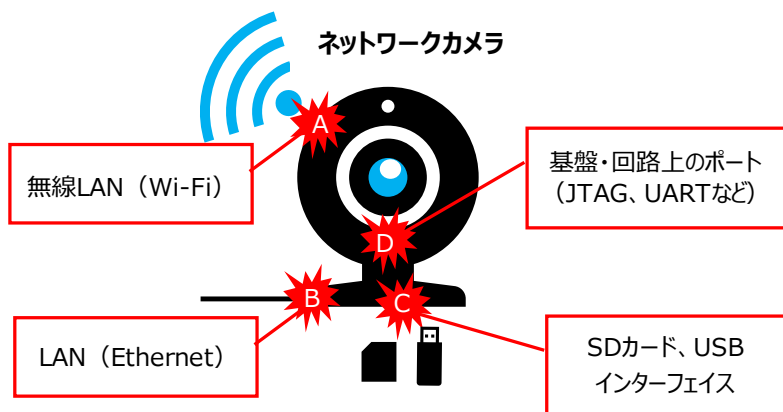 ネットワークカメラ
A
無線LAN（Wi-Fi）
基盤・回路上のポート
（JTAG、UARTなど）
D
B
C
LAN（Ethernet）
SDカード、USB
インターフェイス